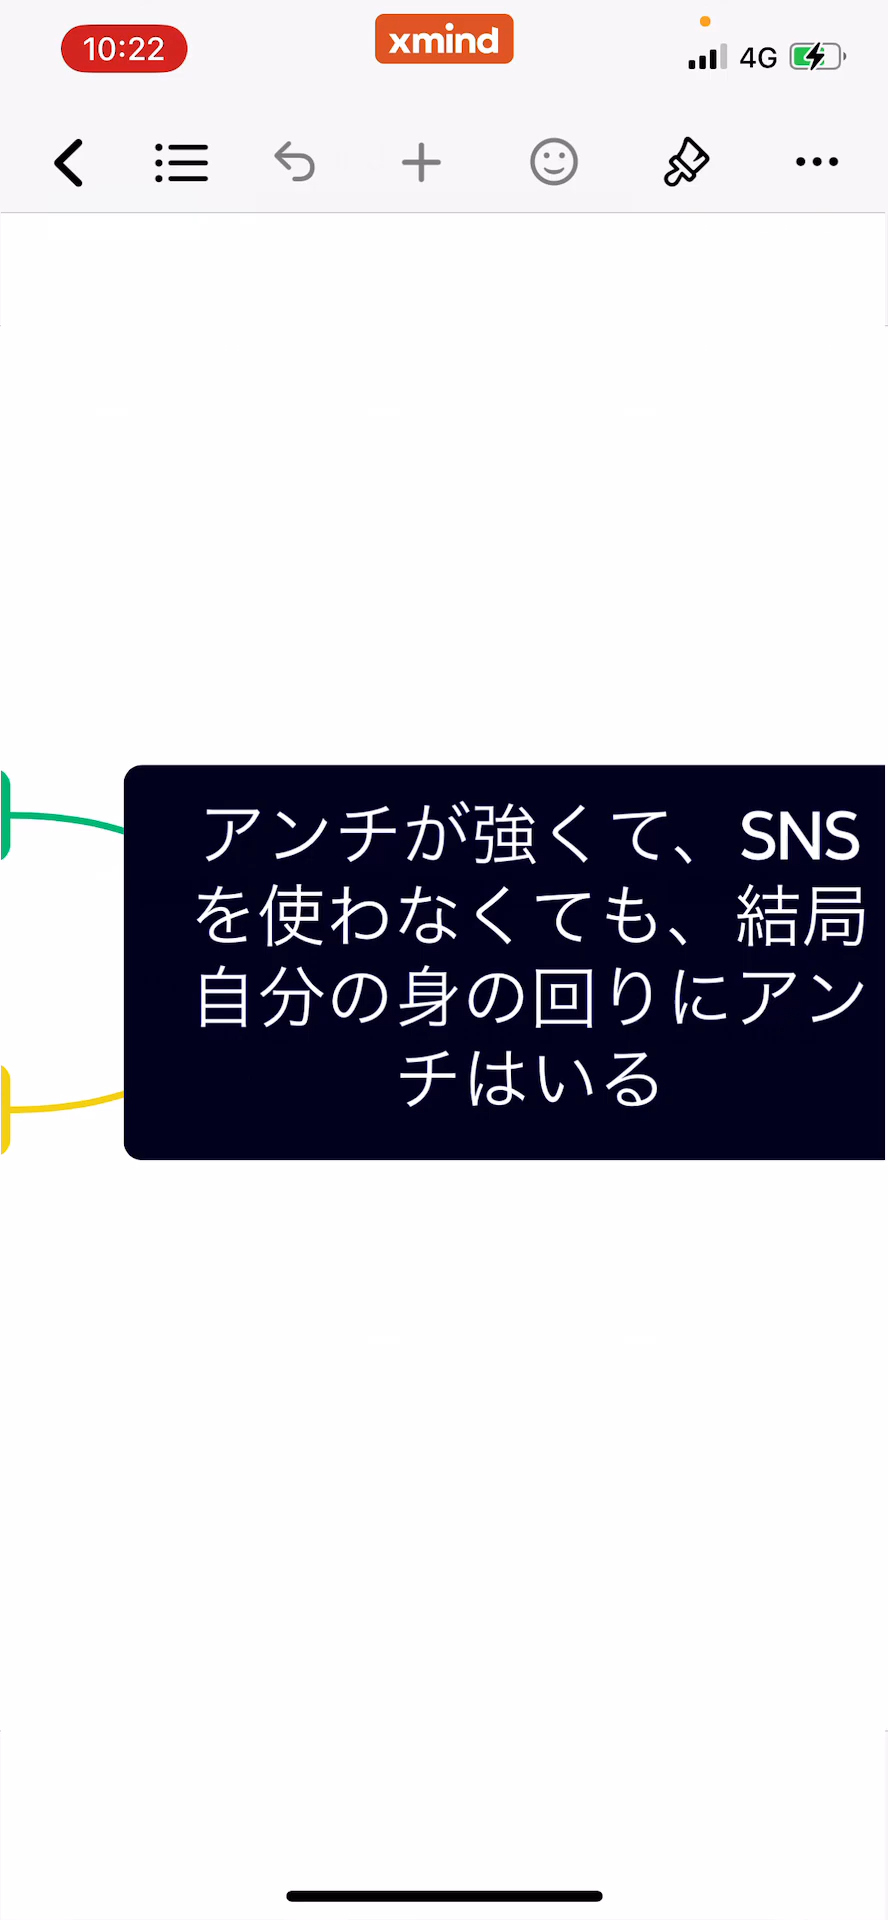 10:22
xmind
4G
アンチが強くて、SNS
を使わなくても、結局
自分の身の回りにアン
チはいる